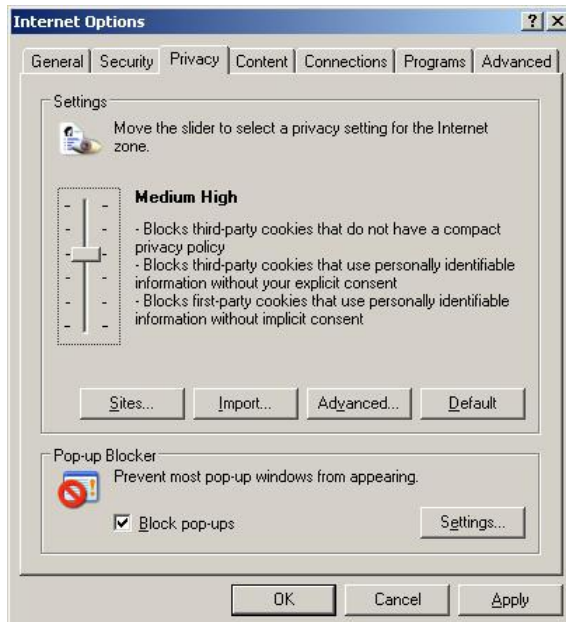 Internet Options
General Security Privacy Content Connections Programs Advanced
Settings
Move the slider to select a privacy setting for the Internet
zone.
Medium High
- Blocks third-party cookies that do not have a compact
privacy policy
- Blocks third-party cookies that use personally identifiable
information without your explicit consent
- Blocks first-party cookies that use personally identifiable
information without implicit consent
Sites... Import... Advanced... Default
Pop-up Blocker
Prevent most pop-up windows from appearing.
Block pop-ups Settings...
OK Cancel Apply